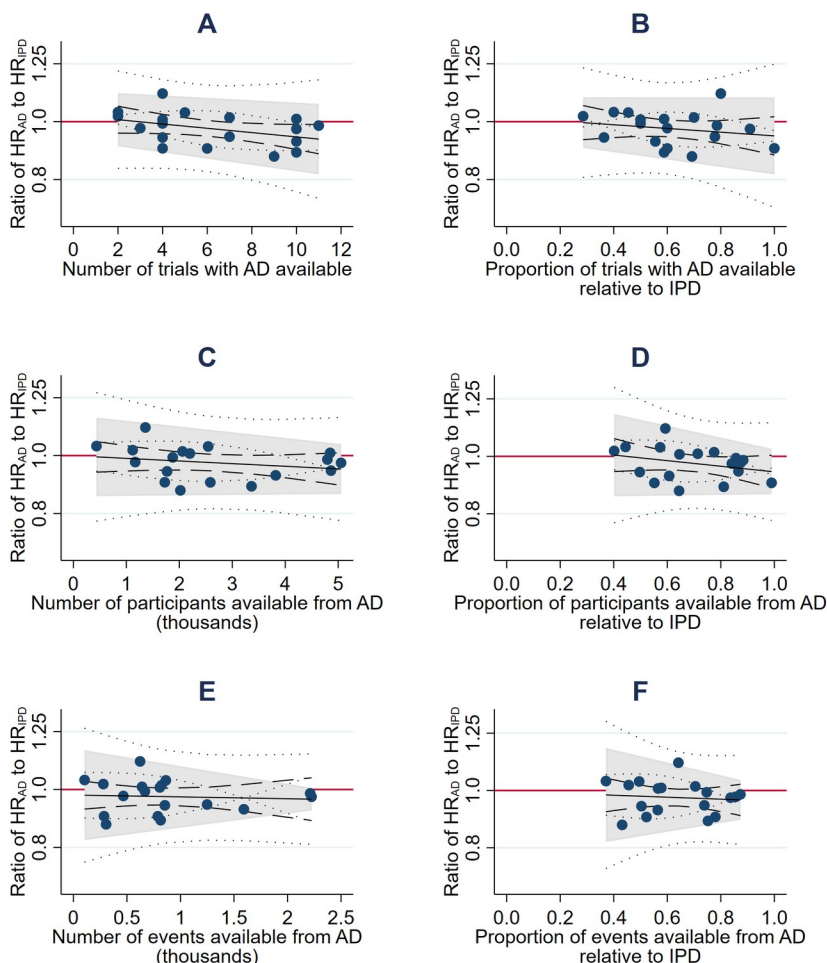 A
Ratio of HR_AD to HR_IPD
1.25
1.0
0.8
0 2 4 6 8 10 12
Number of trials with AD available
B
Ratio of HR_AD to HR_IPD
1.25
1.0
0.8
0.0 0.2 0.4 0.6 0.8 1.0
Proportion of trials with AD available
relative to IPD
C
Ratio of HR_AD to HR_IPD
1.25
1.0
0.8
0 1 2 3 4 5
Number of participants available from AD
(thousands)
D
Ratio of HR_AD to HR_IPD
1.25
1.0
0.8
0.0 0.2 0.4 0.6 0.8 1.0
Proportion of participants available from AD
relative to IPD
E
Ratio of HR_AD to HR_IPD
1.25
1.0
0.8
0 0.5 1 1.5 2 2.5
Number of events available from AD
(thousands)
F
Ratio of HR_AD to HR_IPD
1.25
1.0
0.8
0.0 0.2 0.4 0.6 0.8 1.0
Proportion of events available from AD
relative to IPD